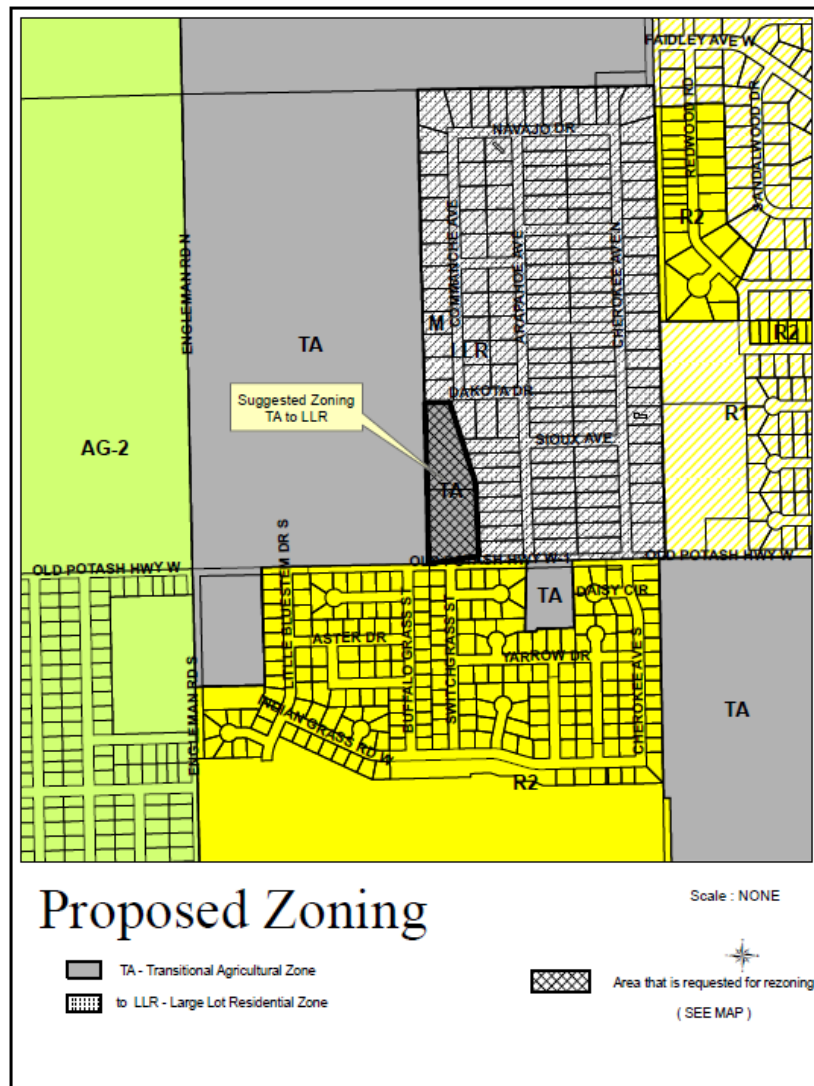 FAIDLEY AVE W
REDWOOD RD
SANDALWOOD DR
NAVAJO DR
R2
ENGLEMAN RD N
COMMANCHE AVE
ARAPAHOE AVE
CHEROKEE AVE N
M
TA
LLR
R2
DAKOTA DR
Suggested Zoning
TA to LLR
R1
SIOUX AVE
AG-2
TA
OLD POTASH HWY W
OLD POTASH HWY W-1
OLD POTASH HWY W
LITLLE BLUESTEM DR S
TA
DAISY CIR
ASTER DR
BUFFALO GRASS ST
SWITCHGRASS ST
YARROW DR
CHEROKEE AVE S
ENGLEMAN RD S
INDIAN GRASS RD W
TA
R2
Proposed Zoning
Scale : NONE
TA - Transitional Agricultural Zone
to LLR - Large Lot Residential Zone
Area that is requested for rezoning
( SEE MAP )